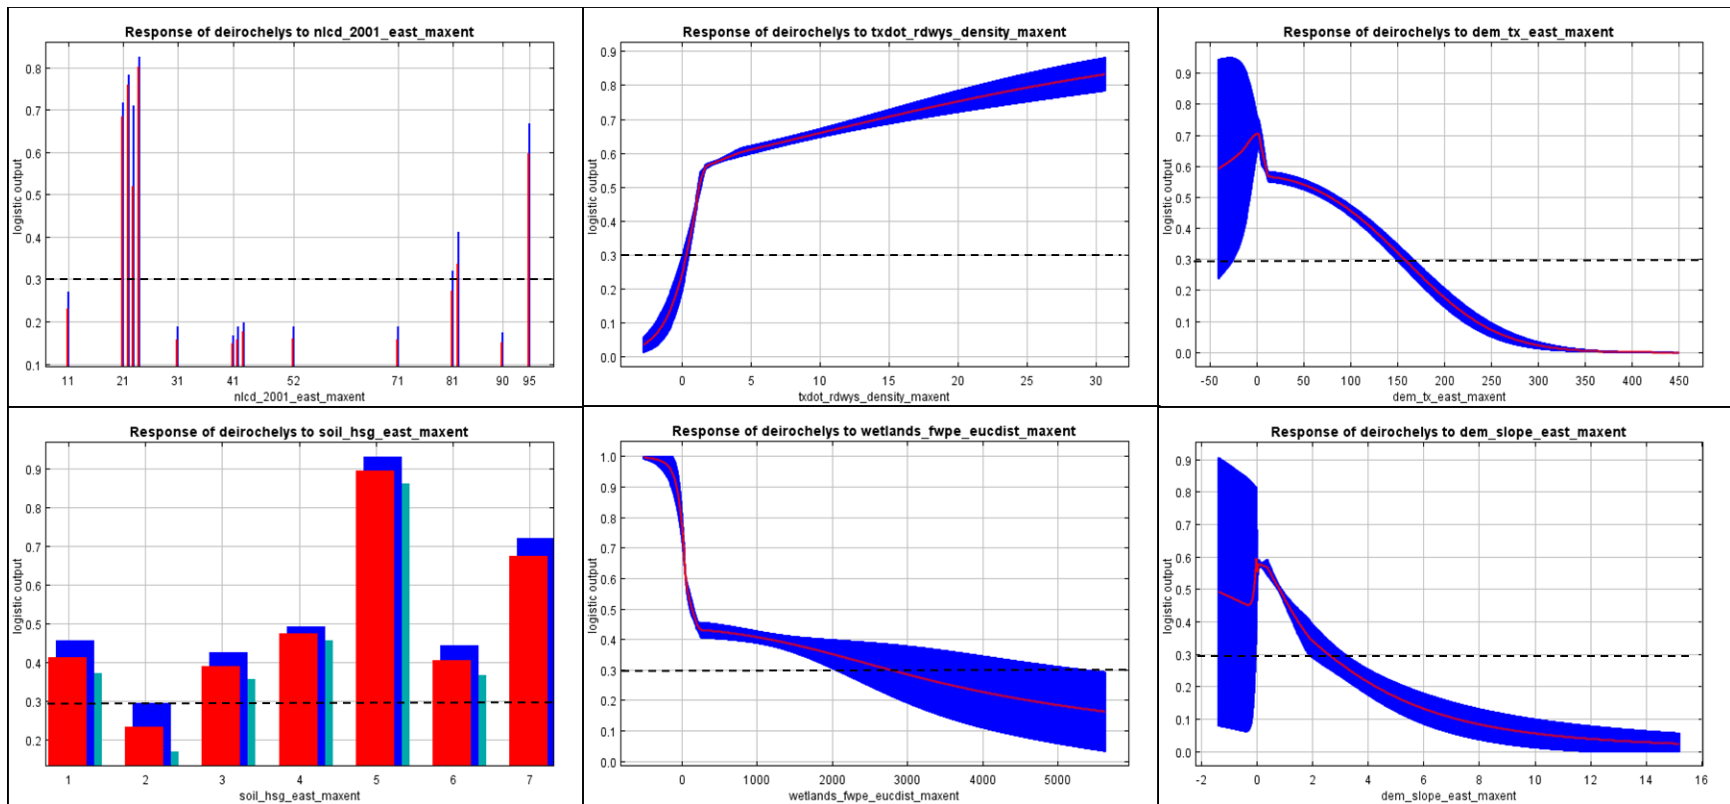 Response of deirochelys to nlcd_2001_east_maxent
logistic output
0.8
0.7
0.6
0.5
0.4
0.3
0.2
0.1
11 21 31 41 52 71 81 90 95
nlcd_2001_east_maxent
Response of deirochelys to txdot_rdwys_density_maxent
logistic output
0.9
0.8
0.7
0.6
0.5
0.4
0.3
0.2
0.1
0.0
0 5 10 15 20 25 30
txdot_rdwys_density_maxent
Response of deirochelys to dem_tx_east_maxent
logistic output
0.9
0.8
0.7
0.6
0.5
0.4
0.3
0.2
0.1
0.0
-50 0 50 100 150 200 250 300 350 400 450
dem_tx_east_maxent
Response of deirochelys to soil_hsg_east_maxent
logistic output
0.9
0.8
0.7
0.6
0.5
0.4
0.3
0.2
1 2 3 4 5 6 7
soil_hsg_east_maxent
Response of deirochelys to wetlands_fwpe_eucdist_maxent
logistic output
1.0
0.9
0.8
0.7
0.6
0.5
0.4
0.3
0.2
0.1
0.0
0 1000 2000 3000 4000 5000
wetlands_fwpe_eucdist_maxent
Response of deirochelys to dem_slope_east_maxent
logistic output
0.9
0.8
0.7
0.6
0.5
0.4
0.3
0.2
0.1
0.0
-2 0 2 4 6 8 10 12 14 16
dem_slope_east_maxent